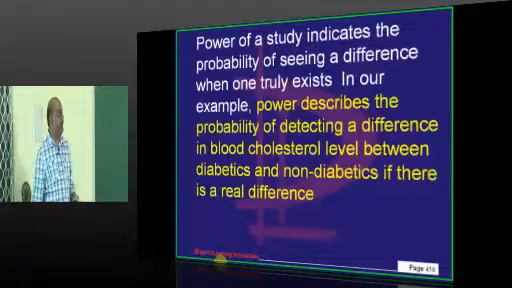 Power of a study indicates the
probability of seeing a difference
when one truly exists In our
example, power describes the
probability of detecting a difference
in blood cholesterol level between
diabetics and non-diabetics if there
is a real difference
Page 458